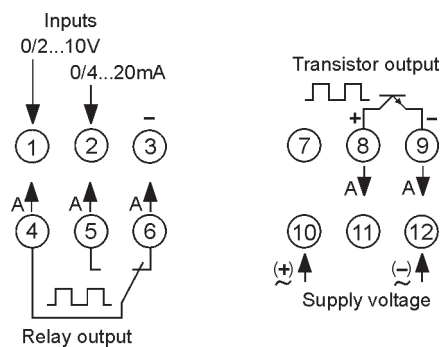 Inputs
0/2...10V
0/4...20mA
–
1 2 3
A A A
4 5 6
Relay output
Transistor output
+ –
7 8 9
A A
10 11 12
(+) (–)
~ ~
Supply voltage